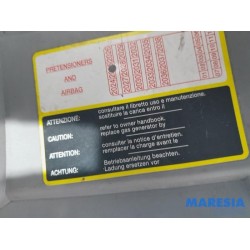 PRETENSIONERS
AND
AIRBAG
ATTENZIONE:
consultare il libretto uso e manutenzione.
sostituire la carica entro il
CAUTION:
refer to owner handbook.
replace gas generator by
ATTENTION:
consulter la notice d'entretien.
remplacer la charge avant le
ACHTUNG:
Betriebsanleitung beachten.
Ladung ersetzen vor
MARESIA